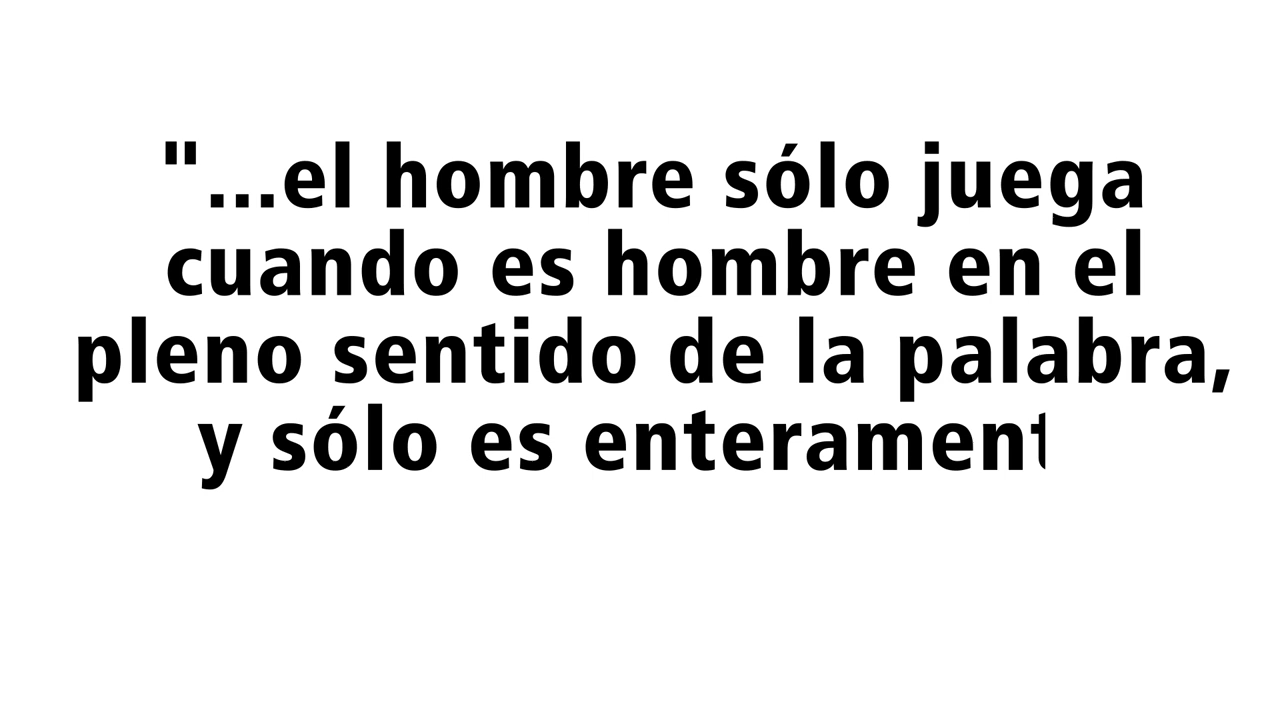 "...el hombre sólo juega
cuando es hombre en el
pleno sentido de la palabra,
y sólo es enterament